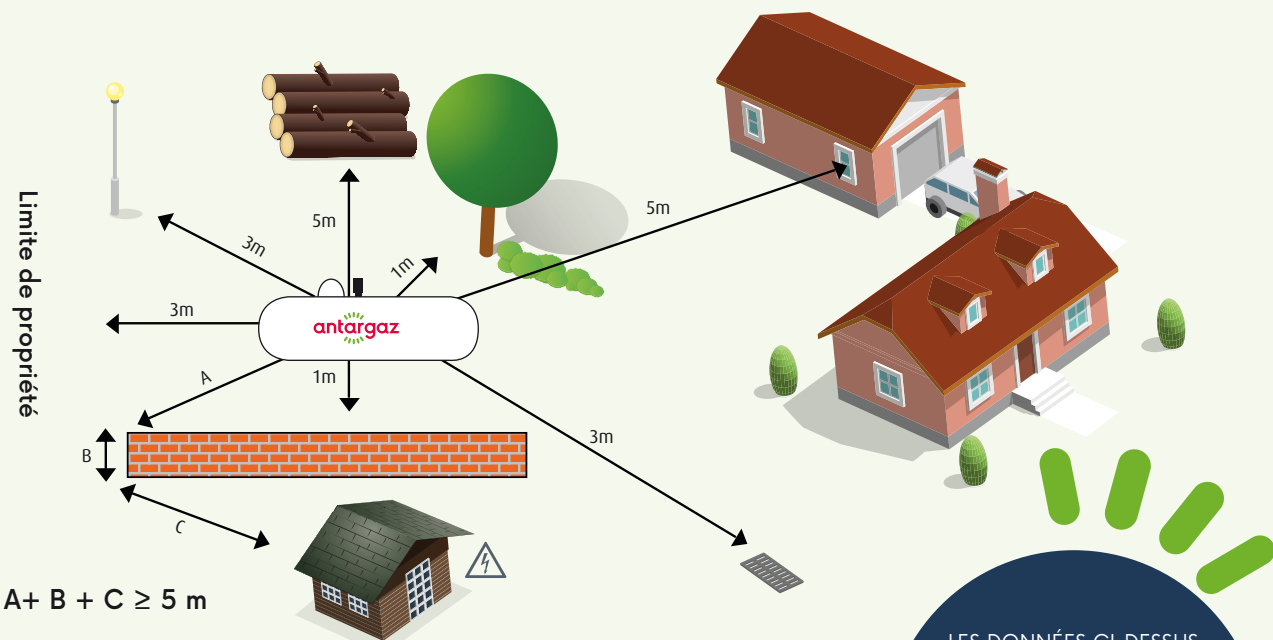 5m
5m
3m
1m
Limite de propriété
3m
antargaz
A
1m
3m
B
C
A+ B + C ≥ 5 m
LES DONNÉES CI-DESSUS